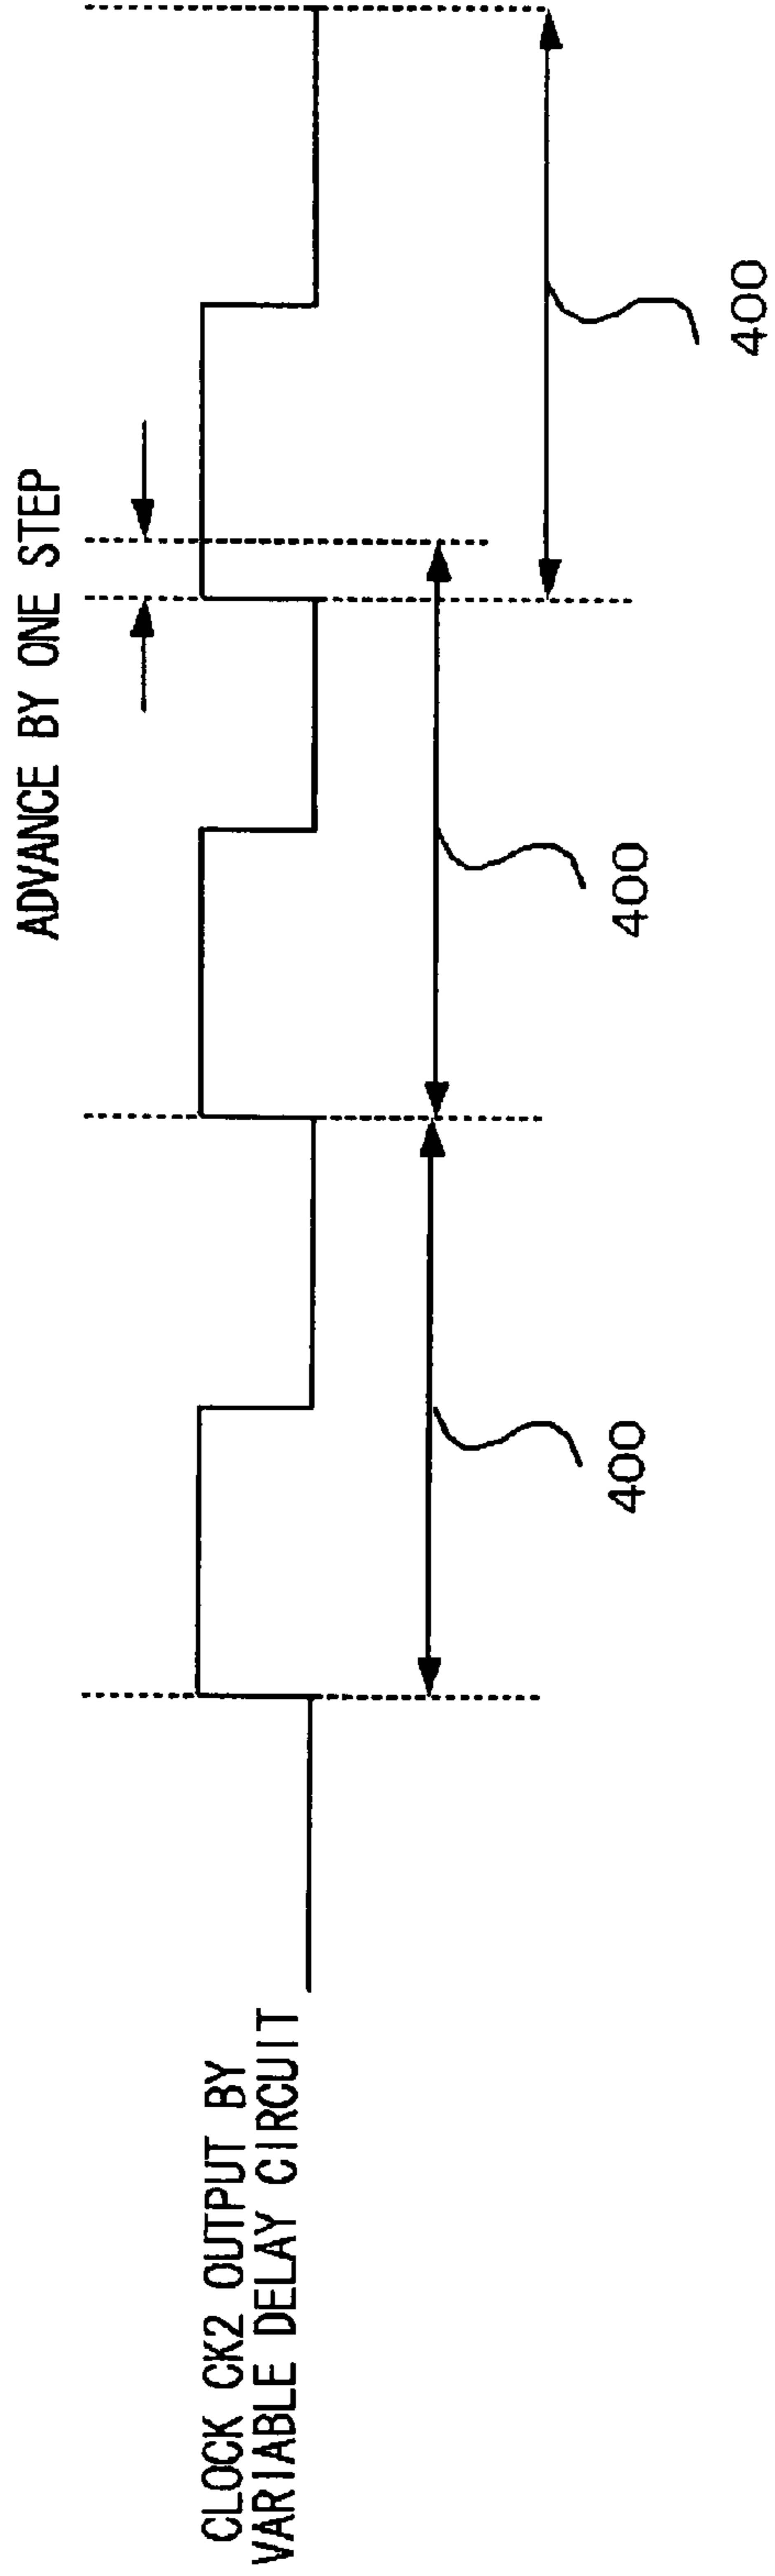 ADVANCE BY ONE STEP
CLOCK CK2 OUTPUT BY
VARIABLE DELAY CIRCUIT
400
400
400